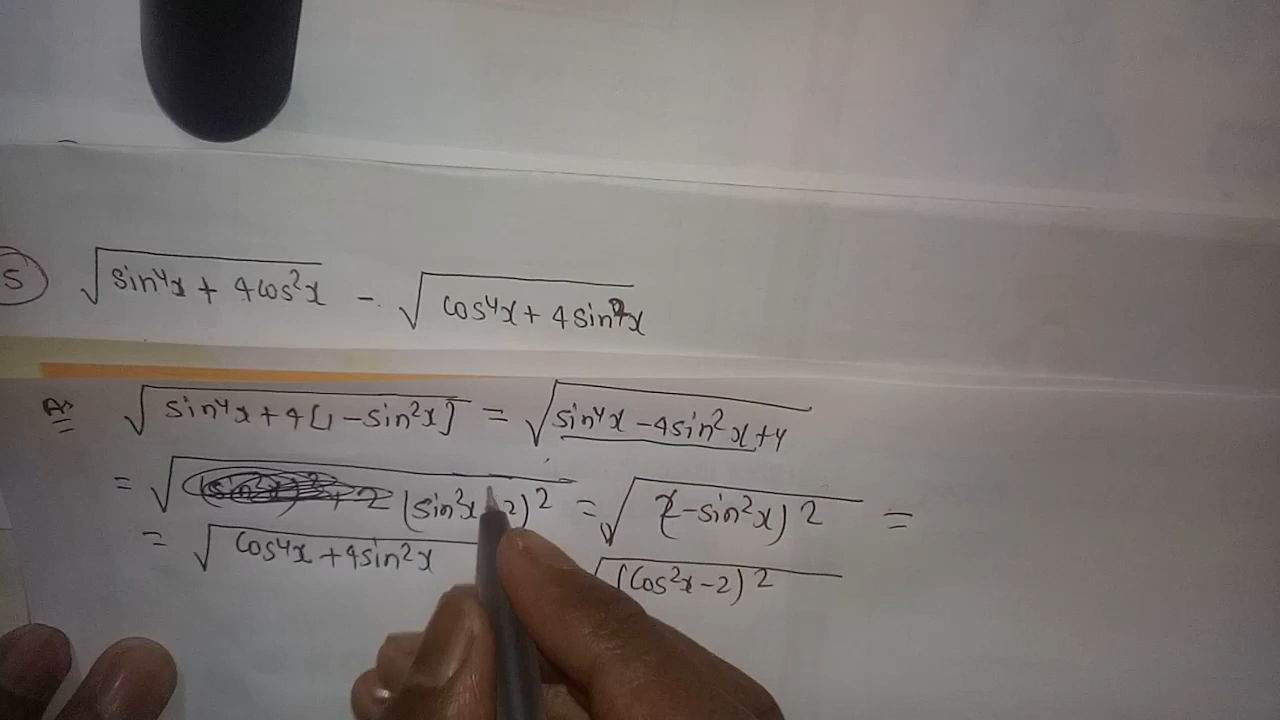 5 √(sin⁴x + 4cos²x) - √(cos⁴x + 4sin²x)
A: √(sin⁴x + 4[1 - sin²x]) = √(sin⁴x - 4sin²x + 4)
= √((sin²x 2)²) = √((2 - sin²x)²) =
= √(cos⁴x + 4sin²x) √((cos²x - 2)²)